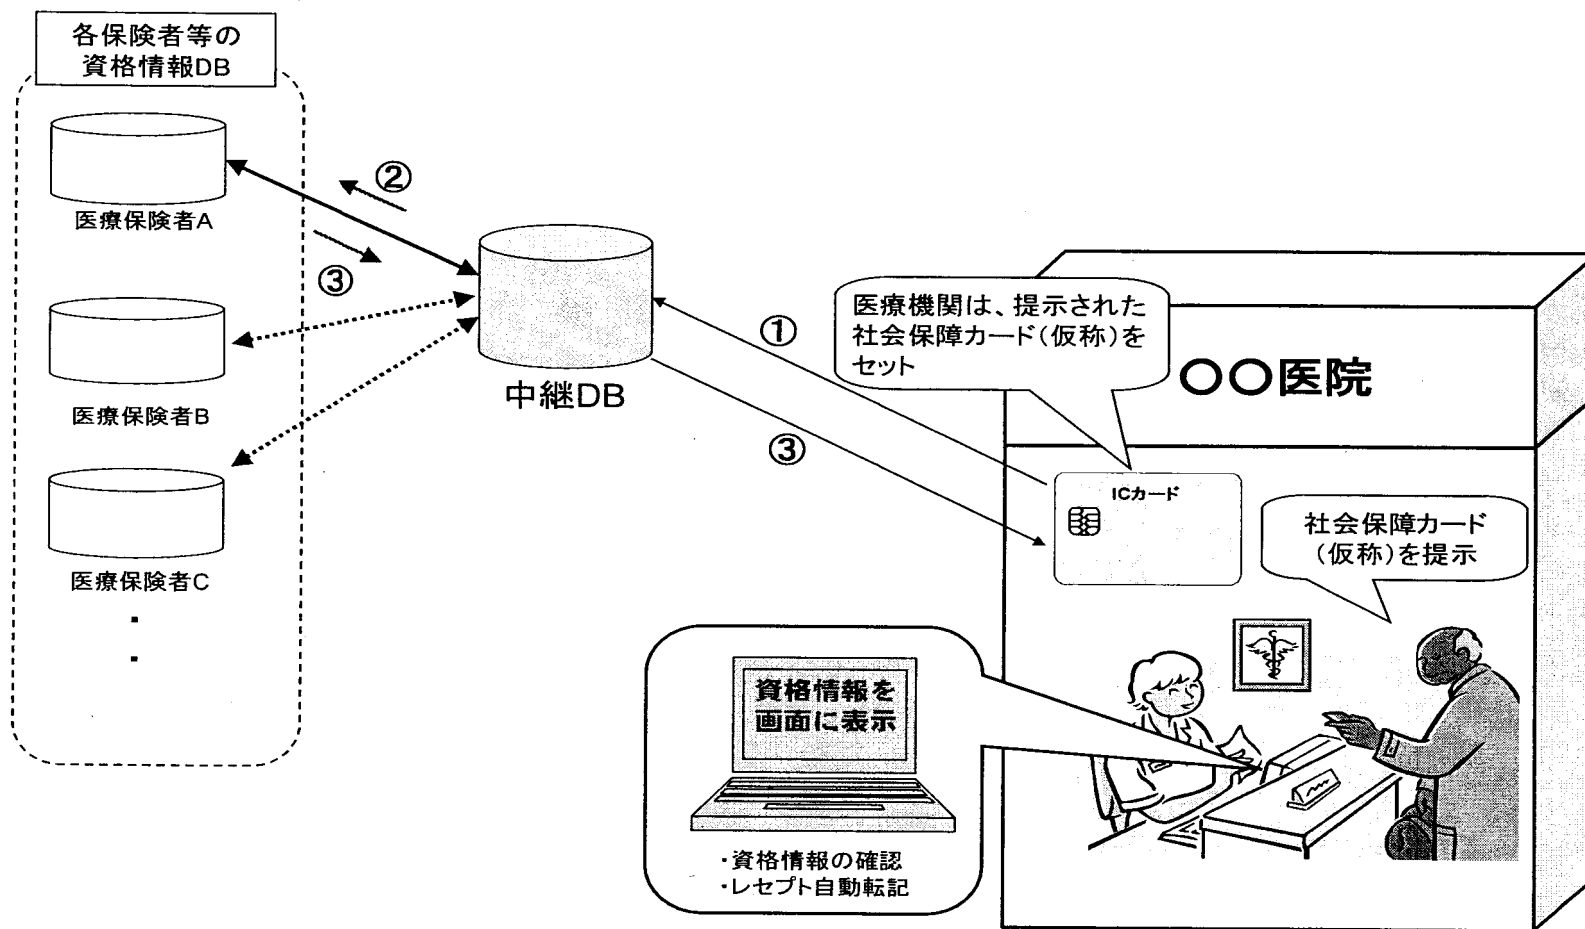 各保険者等の
資格情報DB
医療保険者A
②
③
医療保険者B
医療保険者C
・
・
中継DB
①
③
医療機関は、提示された
社会保障カード(仮称)を
セット
〇〇医院
ICカード
社会保障カード
(仮称)を提示
資格情報を
画面に表示
・資格情報の確認
・レセプト自動転記